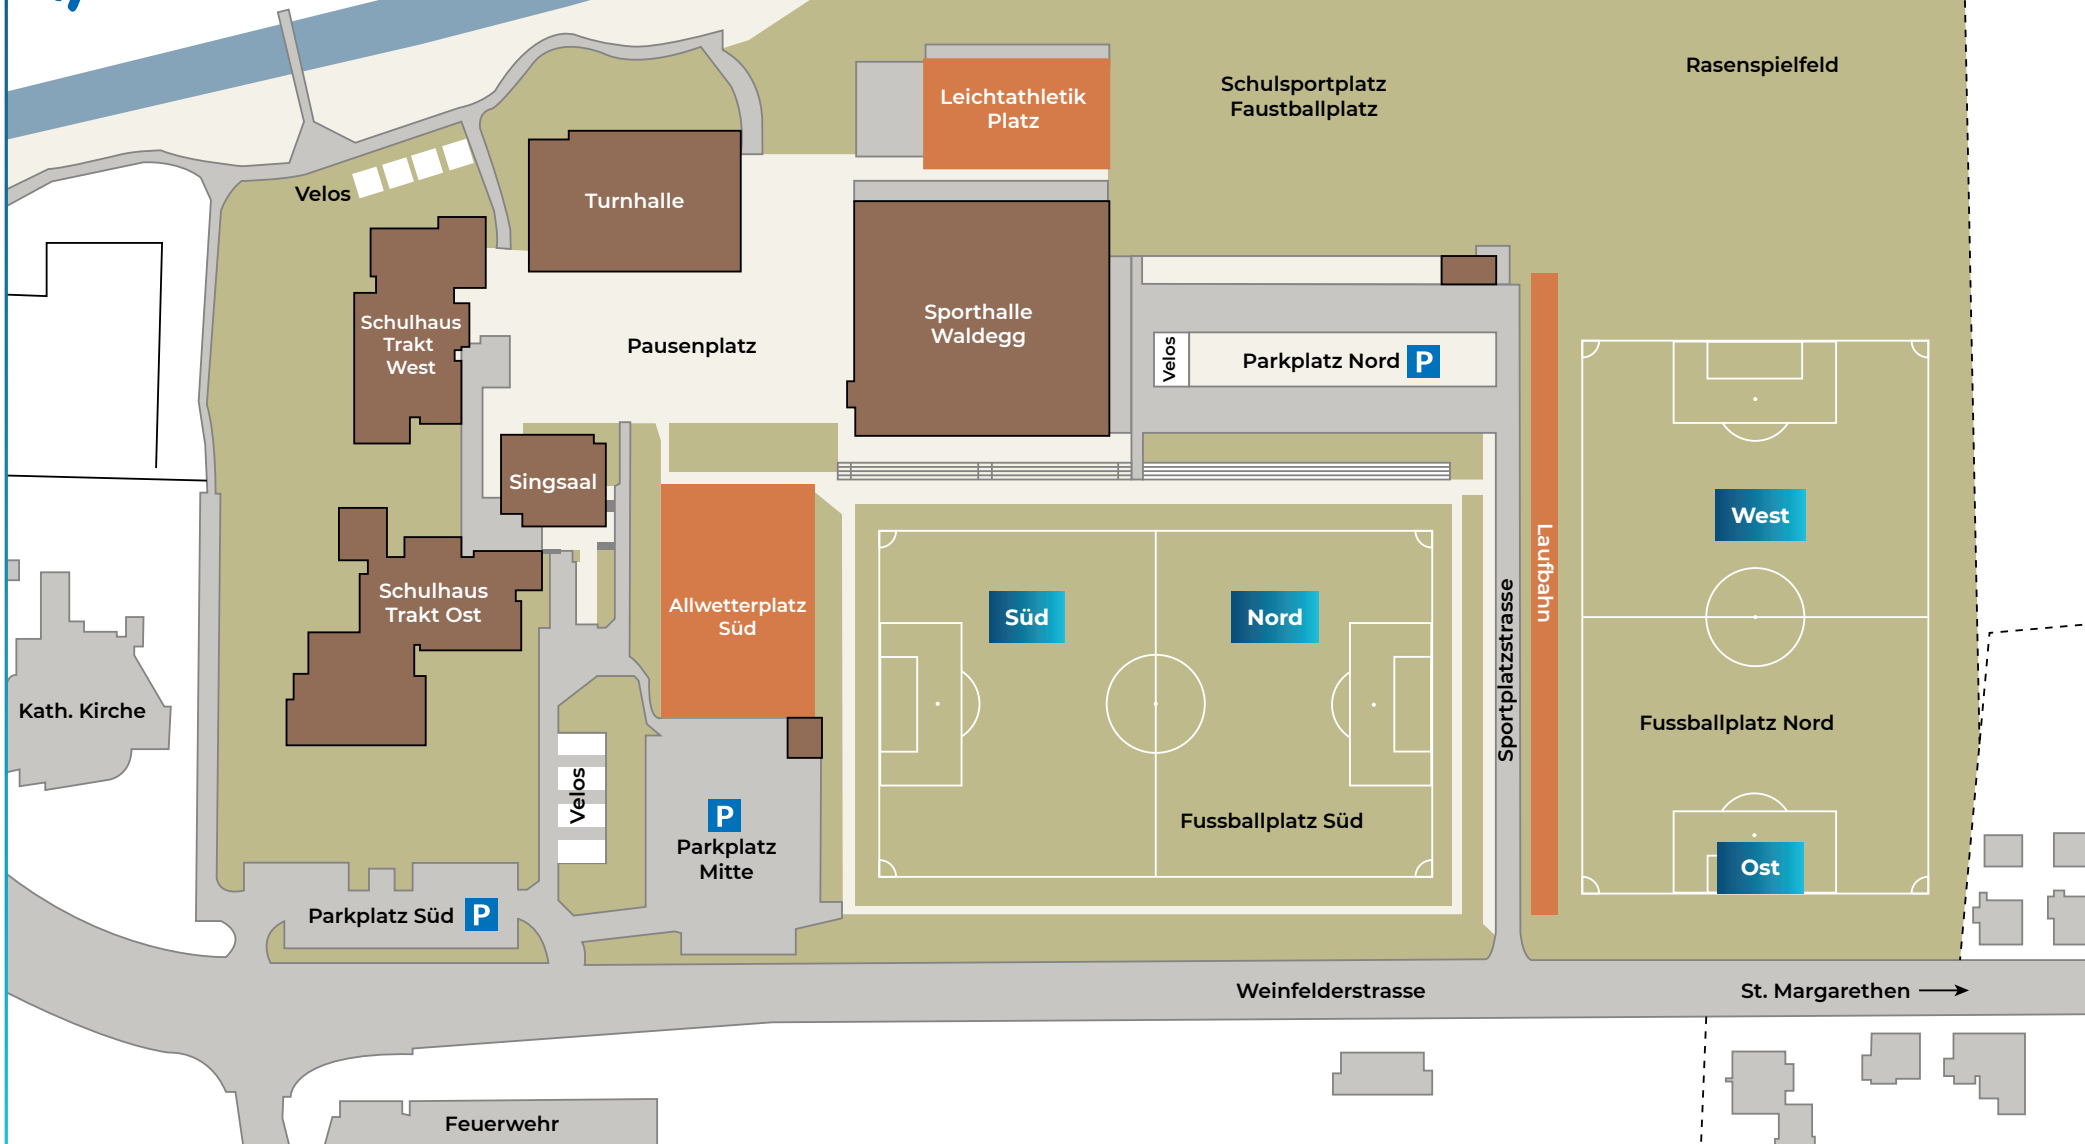 Rasenspielfeld
Schulsportplatz
Faustballplatz
Leichtathletik
Platz
Velos
Turnhalle
Schulhaus
Trakt
West
Pausenplatz
Sporthalle
Waldegg
Velos
Parkplatz Nord P
Singsaal
West
Laufbahn
Schulhaus
Trakt Ost
Allwetterplatz
Süd
Süd
Nord
Sportplatzstrasse
Kath. Kirche
Fussballplatz Nord
Velos
P
Parkplatz
Mitte
Fussballplatz Süd
Ost
Parkplatz Süd P
Weinfelderstrasse
St. Margarethen
Feuerwehr